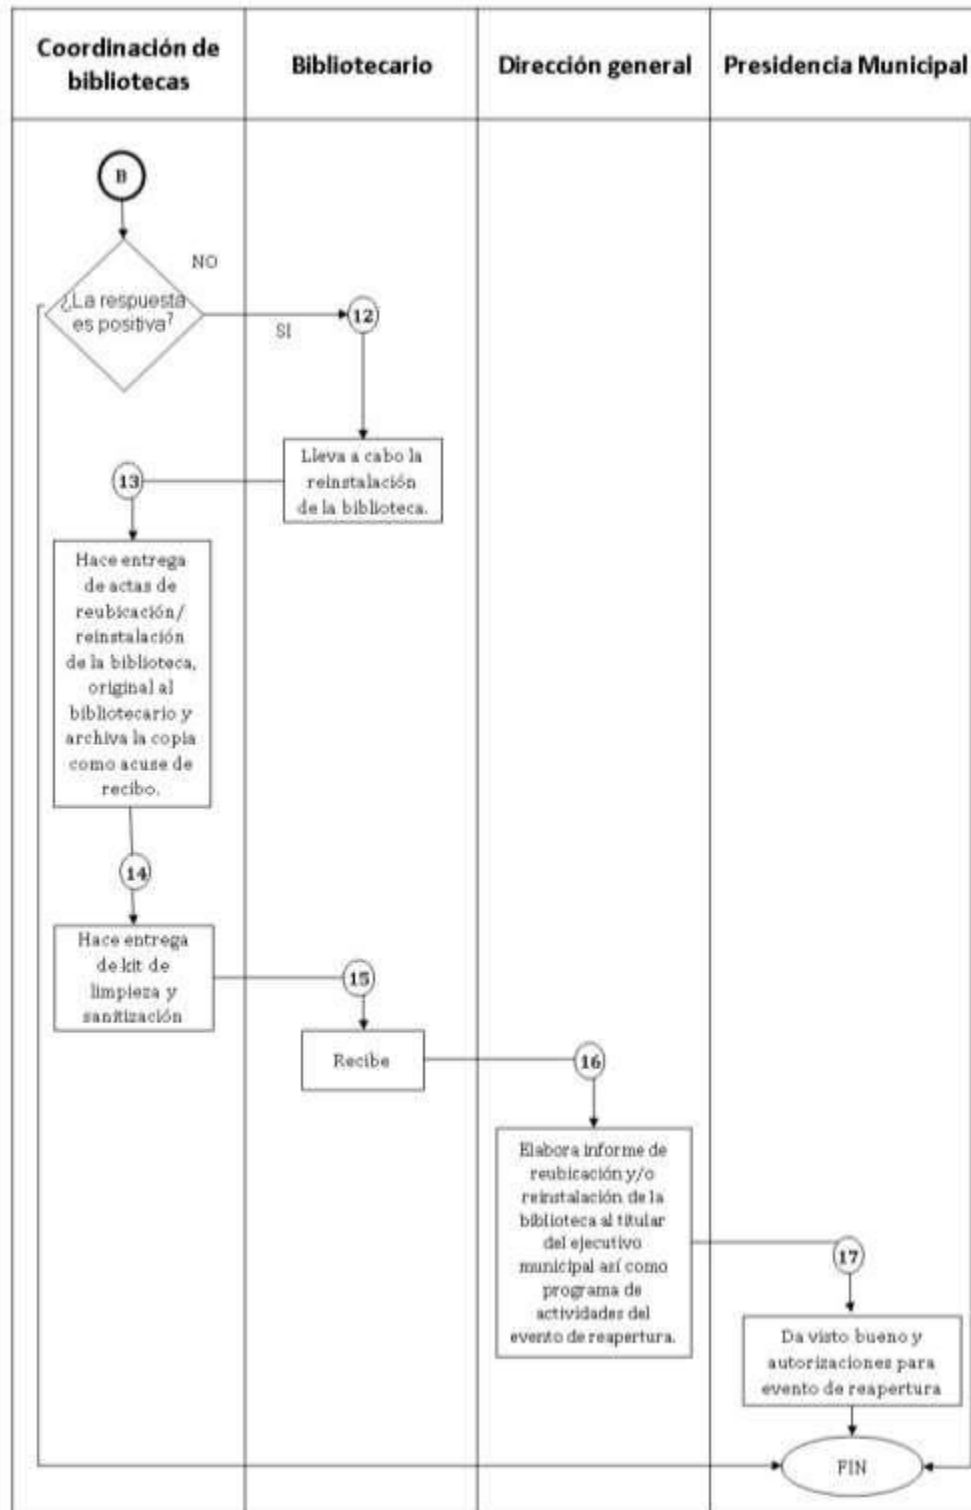 Coordinación de
bibliotecas
Bibliotecario
Dirección general
Presidencia Municipal
B
NO
¿La respuesta
es positiva?
SI
12
Lleva a cabo la
reinstalación
de la biblioteca.
13
Hace entrega
de actas de
reubicación/
reinstalación
de la biblioteca,
original al
bibliotecario y
archiva la copia
como acuse de
recibo.
14
Hace entrega
de kit de
limpieza y
sanitización
15
Recibe
16
Elabora informe de
reubicación y/o
reinstalación de la
biblioteca al titular
del ejecutivo
municipal así como
programa de
actividades del
evento de reapertura.
17
Da visto bueno y
autorizaciones para
evento de reapertura
FIN